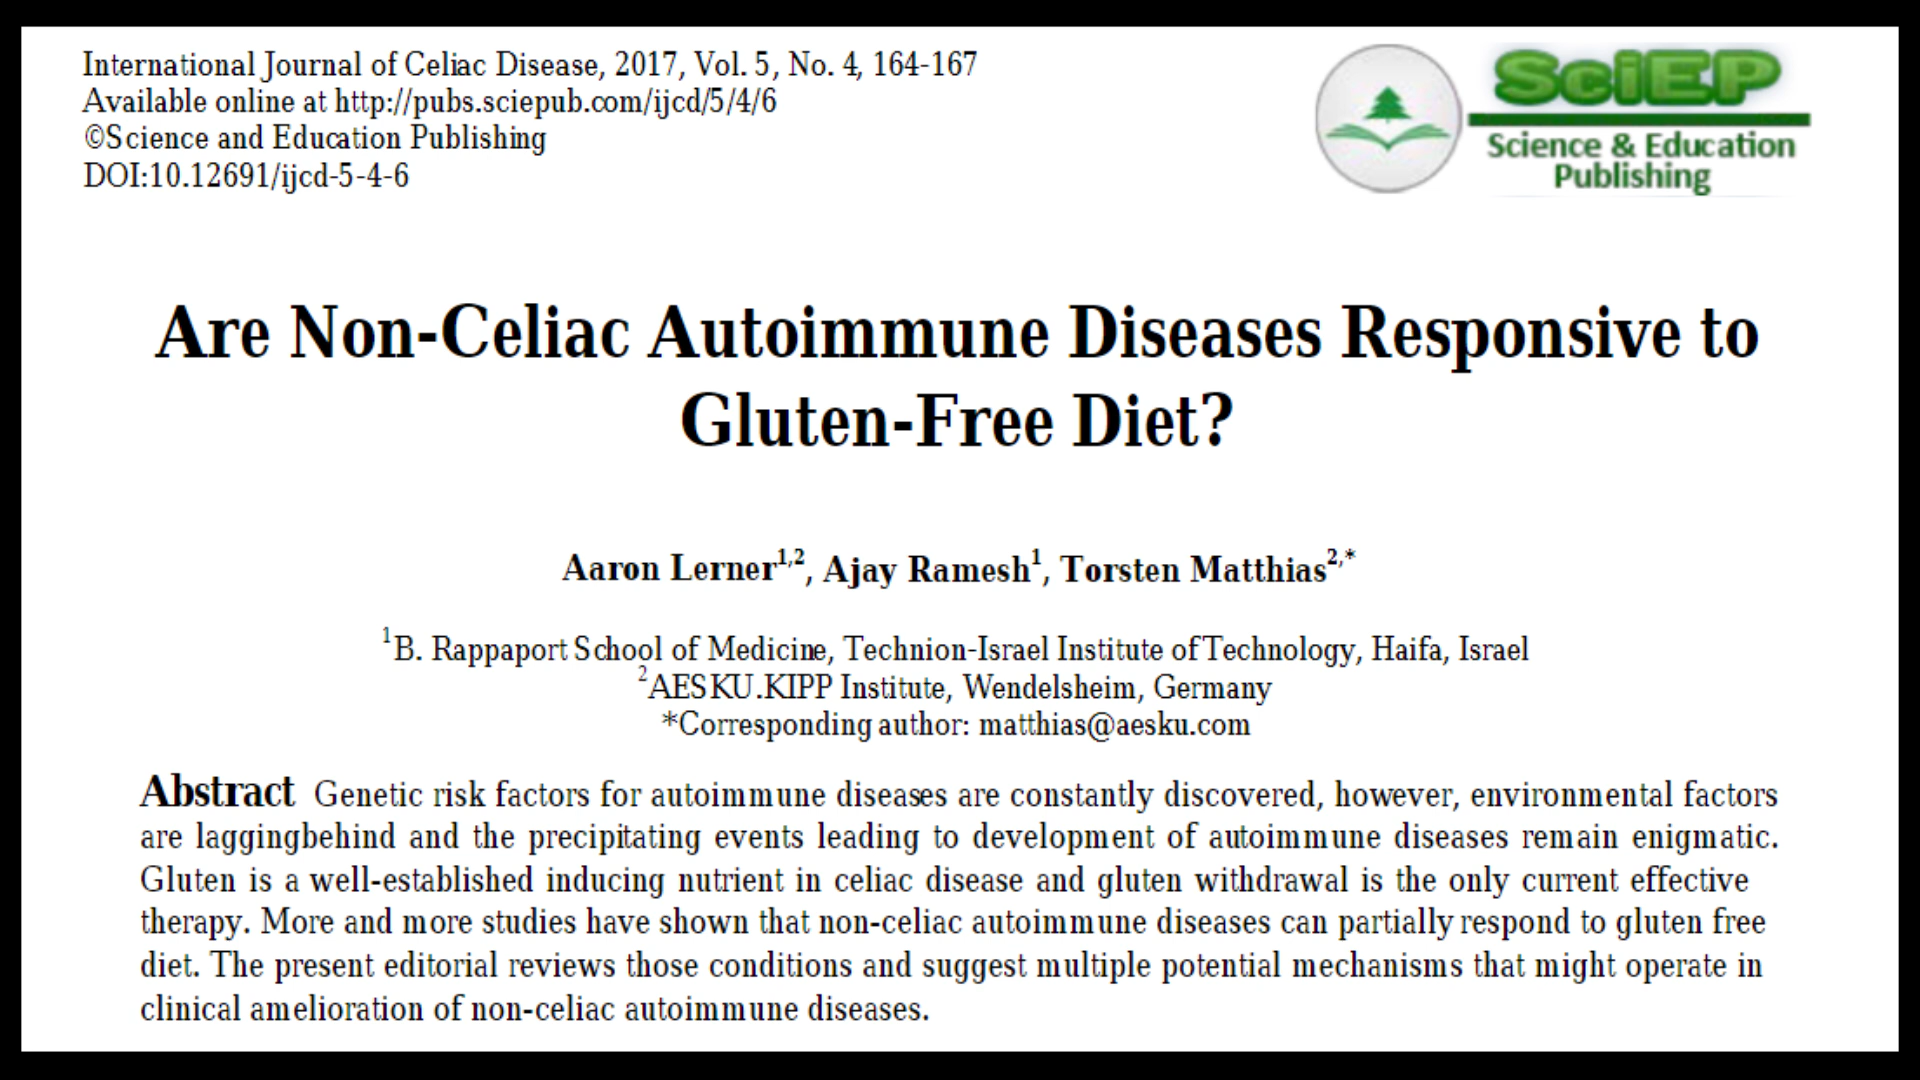 International Journal of Celiac Disease, 2017, Vol. 5, No. 4, 164-167
Available online at http://pubs.sciepub.com/ijcd/5/4/6
©Science and Education Publishing
DOI:10.12691/ijcd-5-4-6
SciEP
Science & Education
Publishing
Are Non-Celiac Autoimmune Diseases Responsive to
Gluten-Free Diet?
Aaron Lerner1,2, Ajay Ramesh1, Torsten Matthias2,*
1B. Rappaport School of Medicine, Technion-Israel Institute of Technology, Haifa, Israel
2AESKU.KIPP Institute, Wendelsheim, Germany
*Corresponding author: matthias@aesku.com
Abstract Genetic risk factors for autoimmune diseases are constantly discovered, however, environmental factors
are laggingbehind and the precipitating events leading to development of autoimmune diseases remain enigmatic.
Gluten is a well-established inducing nutrient in celiac disease and gluten withdrawal is the only current effective
therapy. More and more studies have shown that non-celiac autoimmune diseases can partially respond to gluten free
diet. The present editorial reviews those conditions and suggest multiple potential mechanisms that might operate in
clinical amelioration of non-celiac autoimmune diseases.